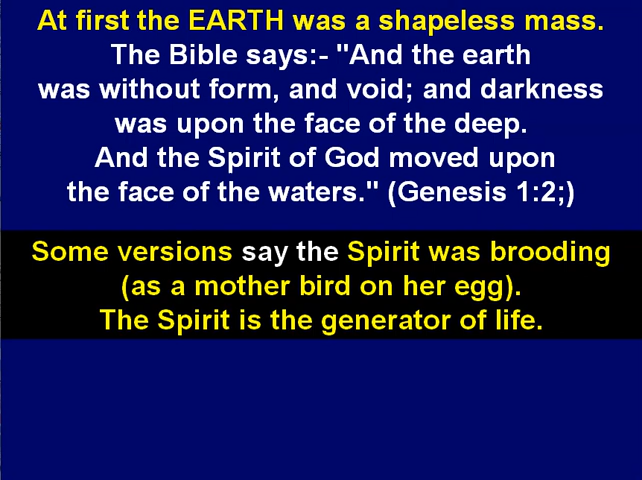 At first the EARTH was a shapeless mass.
The Bible says:- "And the earth
was without form, and void; and darkness
was upon the face of the deep.
And the Spirit of God moved upon
the face of the waters." (Genesis 1:2;)
Some versions say the Spirit was brooding
(as a mother bird on her egg).
The Spirit is the generator of life.